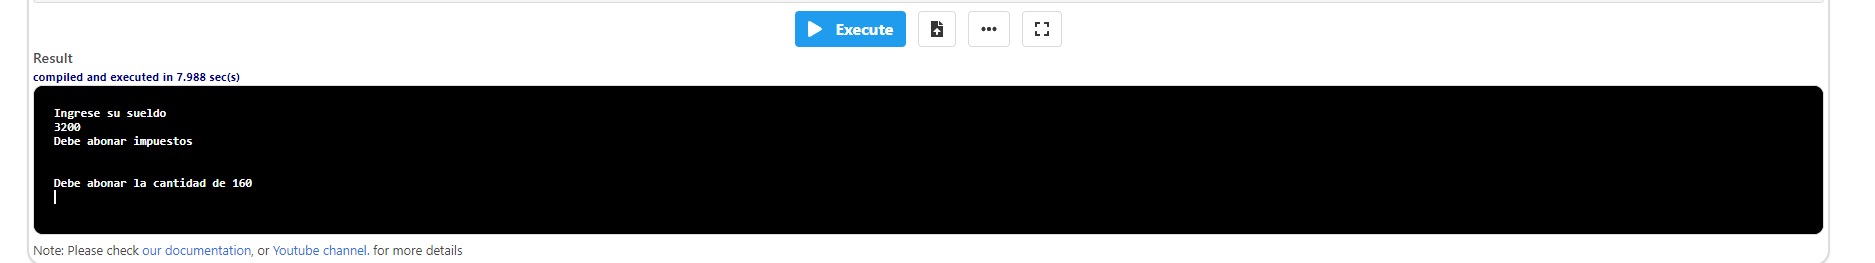 Execute
Result
compiled and executed in 7.988 sec(s)
Ingrese su sueldo
3200
Debe abonar impuestos
Debe abonar la cantidad de 160
Note: Please check our documentation, or Youtube channel. for more details